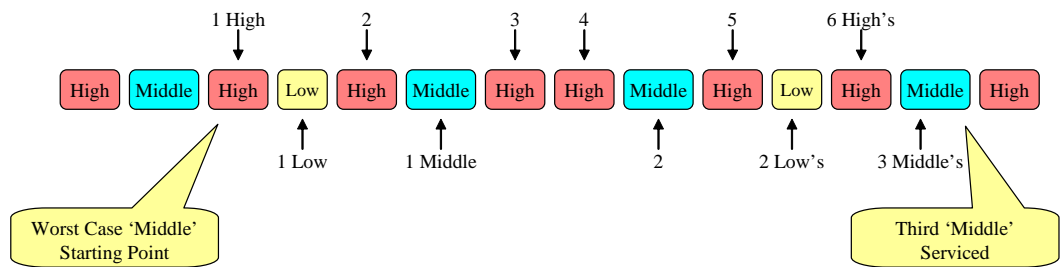 1 High 2 3 4 5 6 High's
High Middle High Low High Middle High High Middle High Low High Middle High
1 Low 1 Middle 2 2 Low's 3 Middle's
Worst Case ‘Middle’
Starting Point
Third ‘Middle’
Serviced